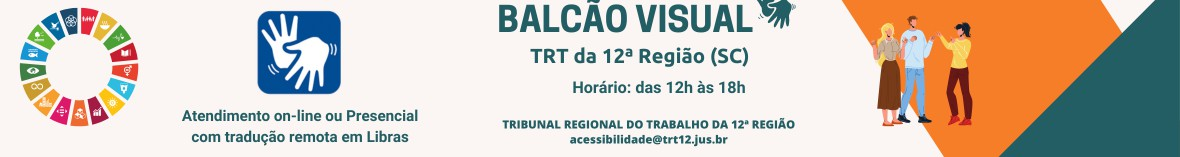 Atendimento on-line ou Presencial
com tradução remota em Libras
BALCÃO VISUAL
TRT da 12ª Região (SC)
Horário: das 12h às 18h
TRIBUNAL REGIONAL DO TRABALHO DA 12ª REGIÃO
acessibilidade@trt12.jus.br